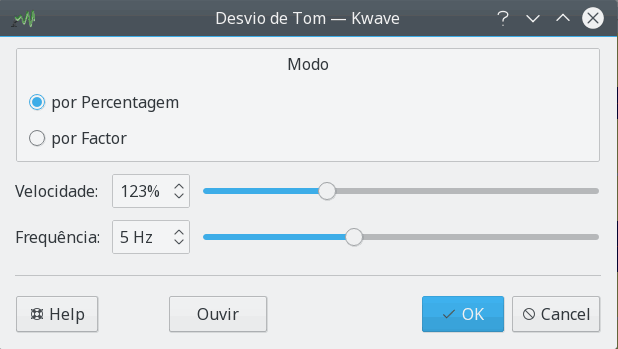 Desvio de Tom — Kwave
Modo
por Percentagem
por Factor
Velocidade: 123%
Frequência: 5 Hz
Help Ouvir OK Cancel